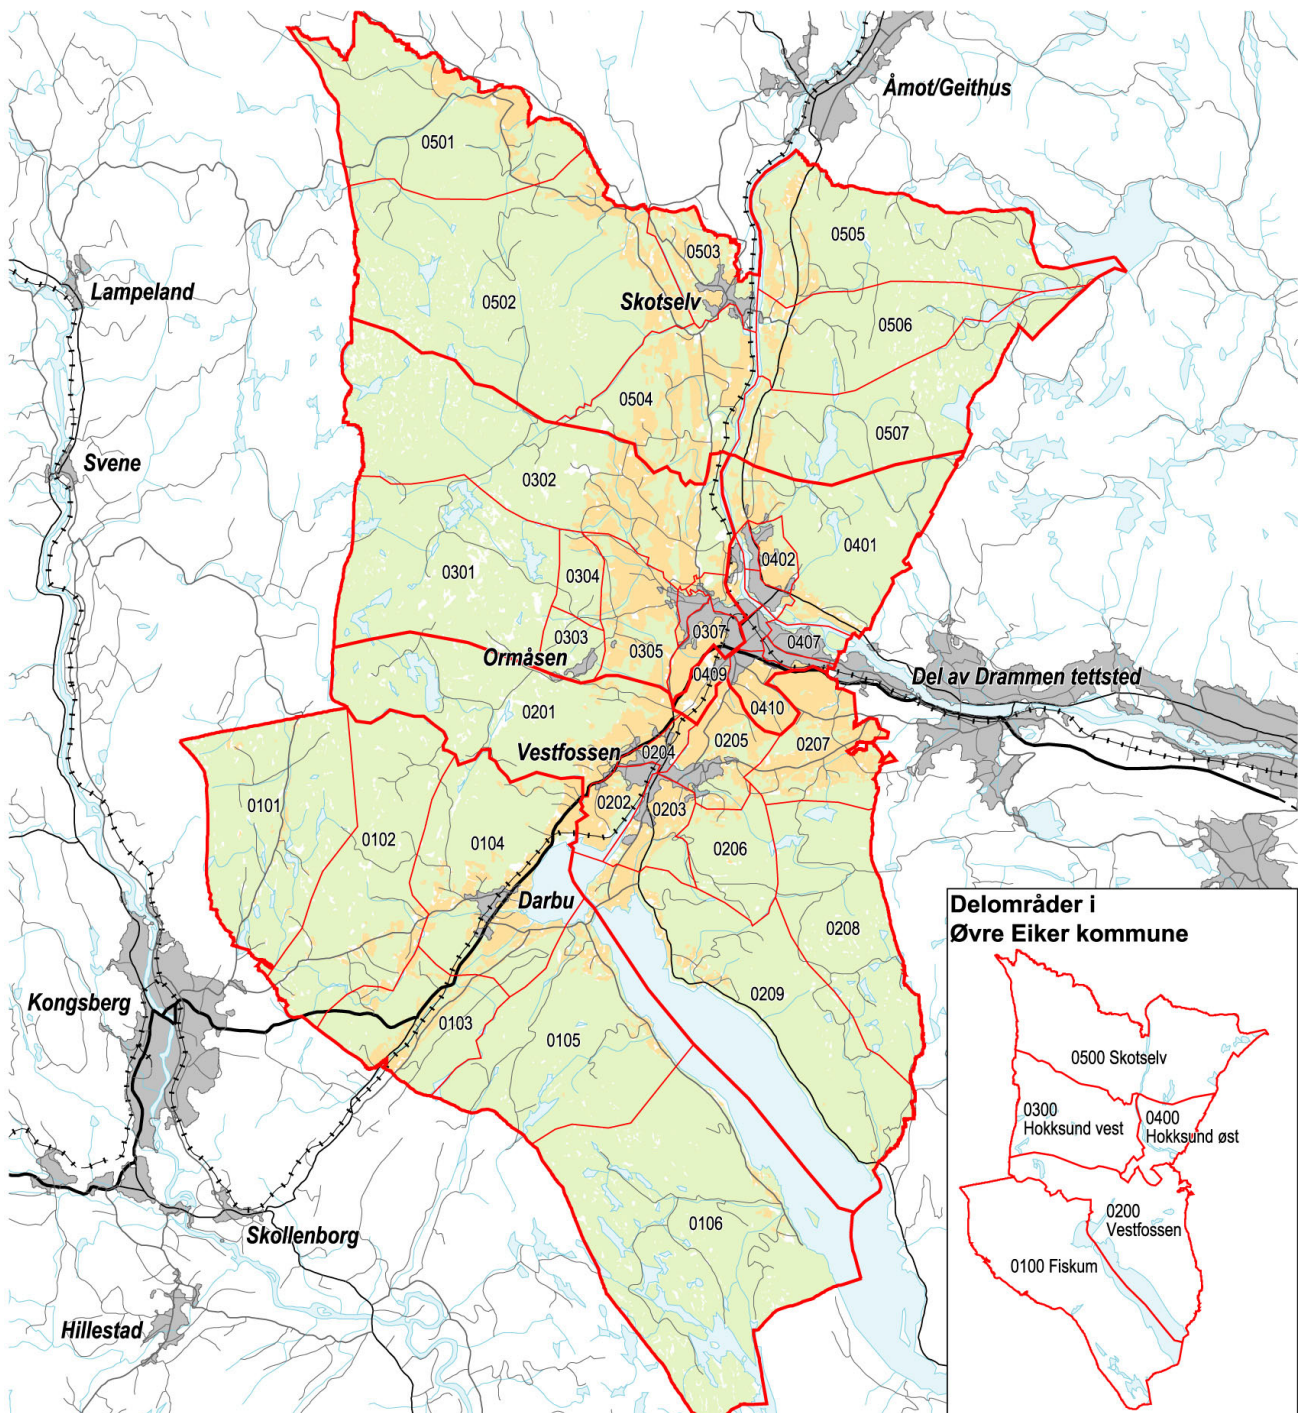 Åmot/Geithus
0501
0505
0503
Lampeland
0502
Skotselv
0506
0504
0507
Svene
0302
0401
0402
0301
0304
0303
0307
0407
Ormåsen
0305
0409
Del av Drammen tettsted
0201
0410
Vestfossen
0204
0205
0207
0101
0202
0203
0102
0104
0206
Darbu
0208
Kongsberg
0209
0103
0105
0106
Skollenborg
Hillestad
Delområder i
Øvre Eiker kommune
0500 Skotselv
0300
Hokksund vest
0400
Hokksund øst
0200
Vestfossen
0100 Fiskum